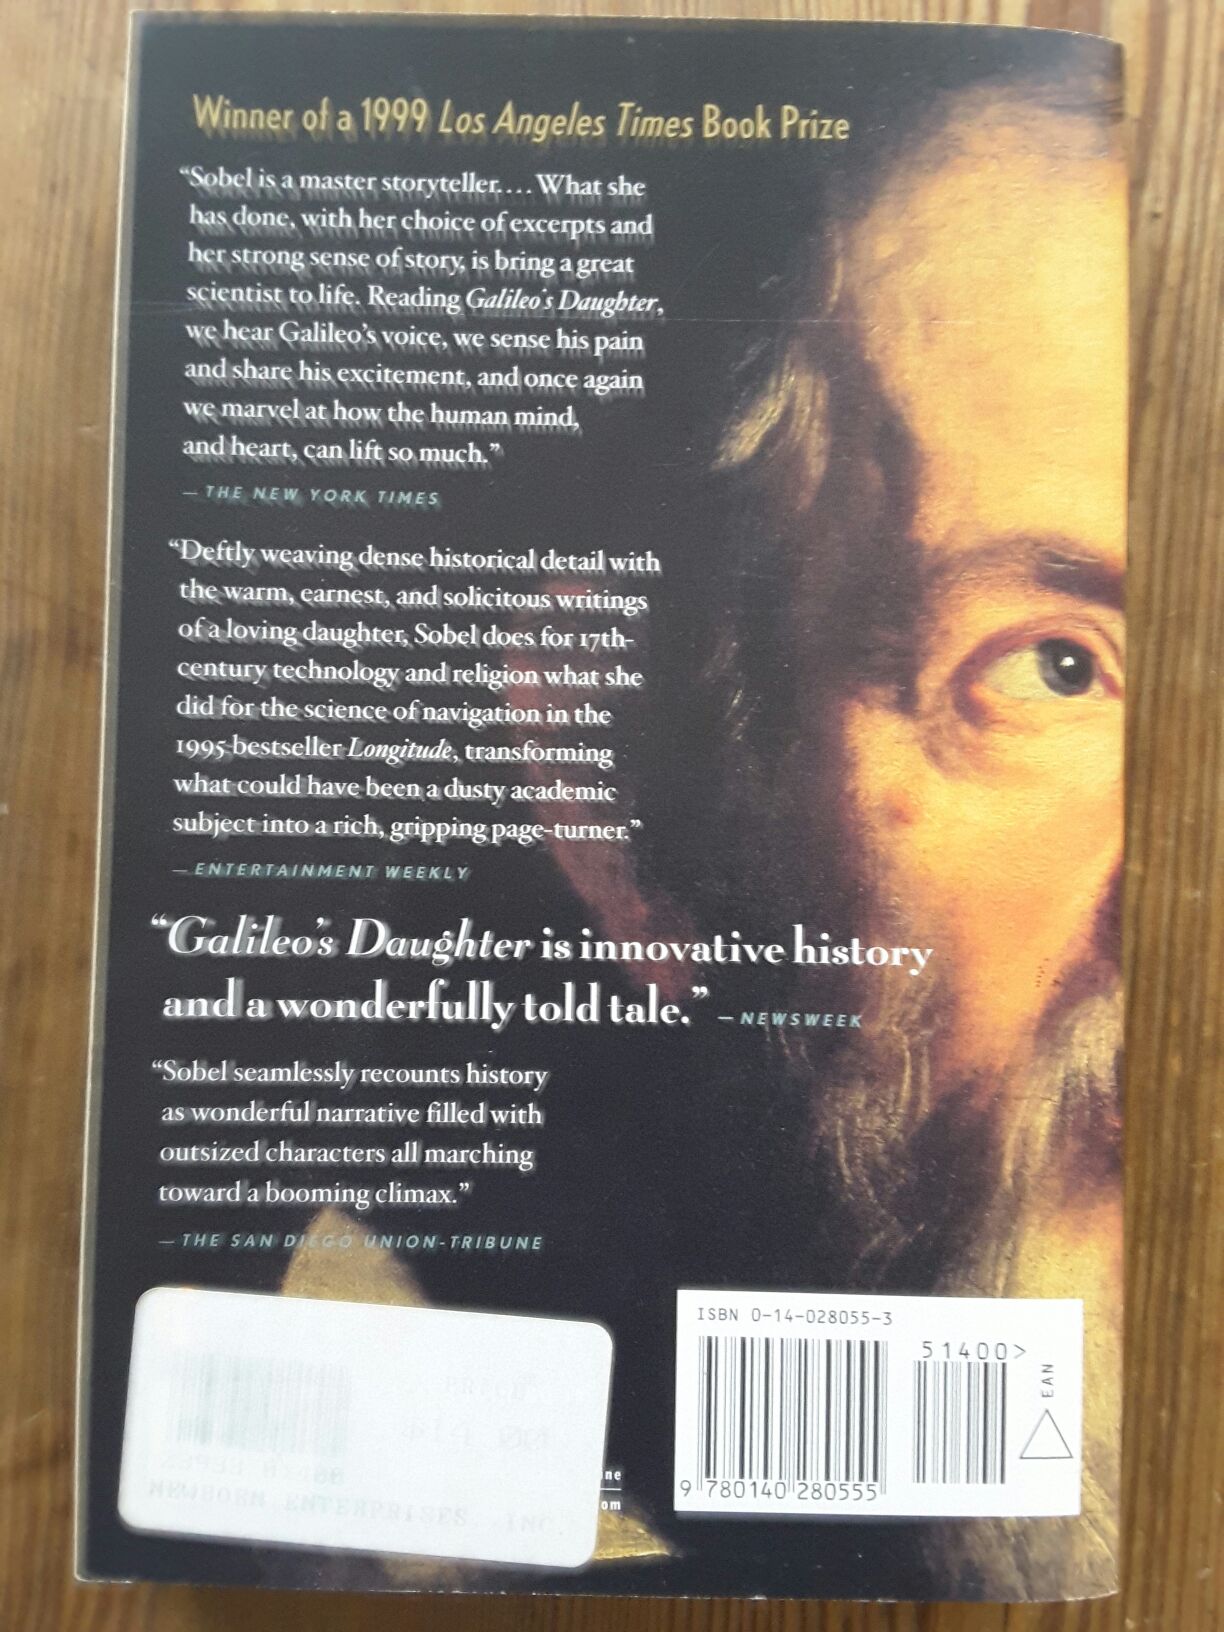 Winner of a 1999 Los Angeles Times Book Prize
“Sobel is a master storyteller.... What she
has done, with her choice of excerpts and
her strong sense of story, is bring a great
scientist to life. Reading Galileo’s Daughter,
we hear Galileo’s voice, we sense his pain
and share his excitement, and once again
we marvel at how the human mind,
and heart, can lift so much.”
— THE NEW YORK TIMES
“Deftly weaving dense historical detail with
the warm, earnest, and solicitous writings
of a loving daughter, Sobel does for 17th-
century technology and religion what she
did for the science of navigation in the
1995 bestseller Longitude, transforming
what could have been a dusty academic
subject into a rich, gripping page-turner.”
— ENTERTAINMENT WEEKLY
“Galileo’s Daughter is innovative history
and a wonderfully told tale.” — NEWSWEEK
“Sobel seamlessly recounts history
as wonderful narrative filled with
outsized characters all marching
toward a booming climax.”
— THE SAN DIEGO UNION-TRIBUNE
ENTERPRISES, INC.
ne
om
ISBN 0-14-028055-3
51400>
EAN
9 780140 280555